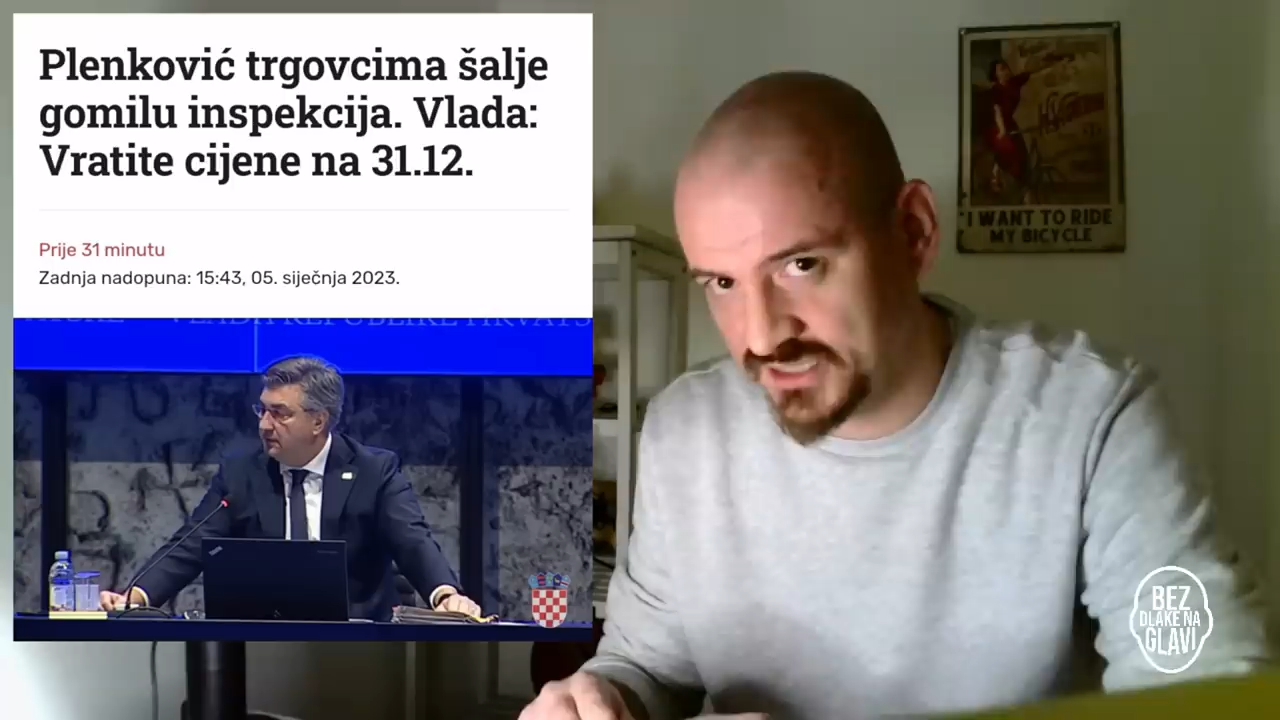 Plenković trgovcima šalje
gomilu inspekcija. Vlada:
Vratite cijene na 31.12.
Prije 31 minutu
Zadnja nadopuna: 15:43, 05. siječnja 2023.
I WANT TO RIDE
MY BICYCLE
BEZ
DLAKE NA
GLAVI